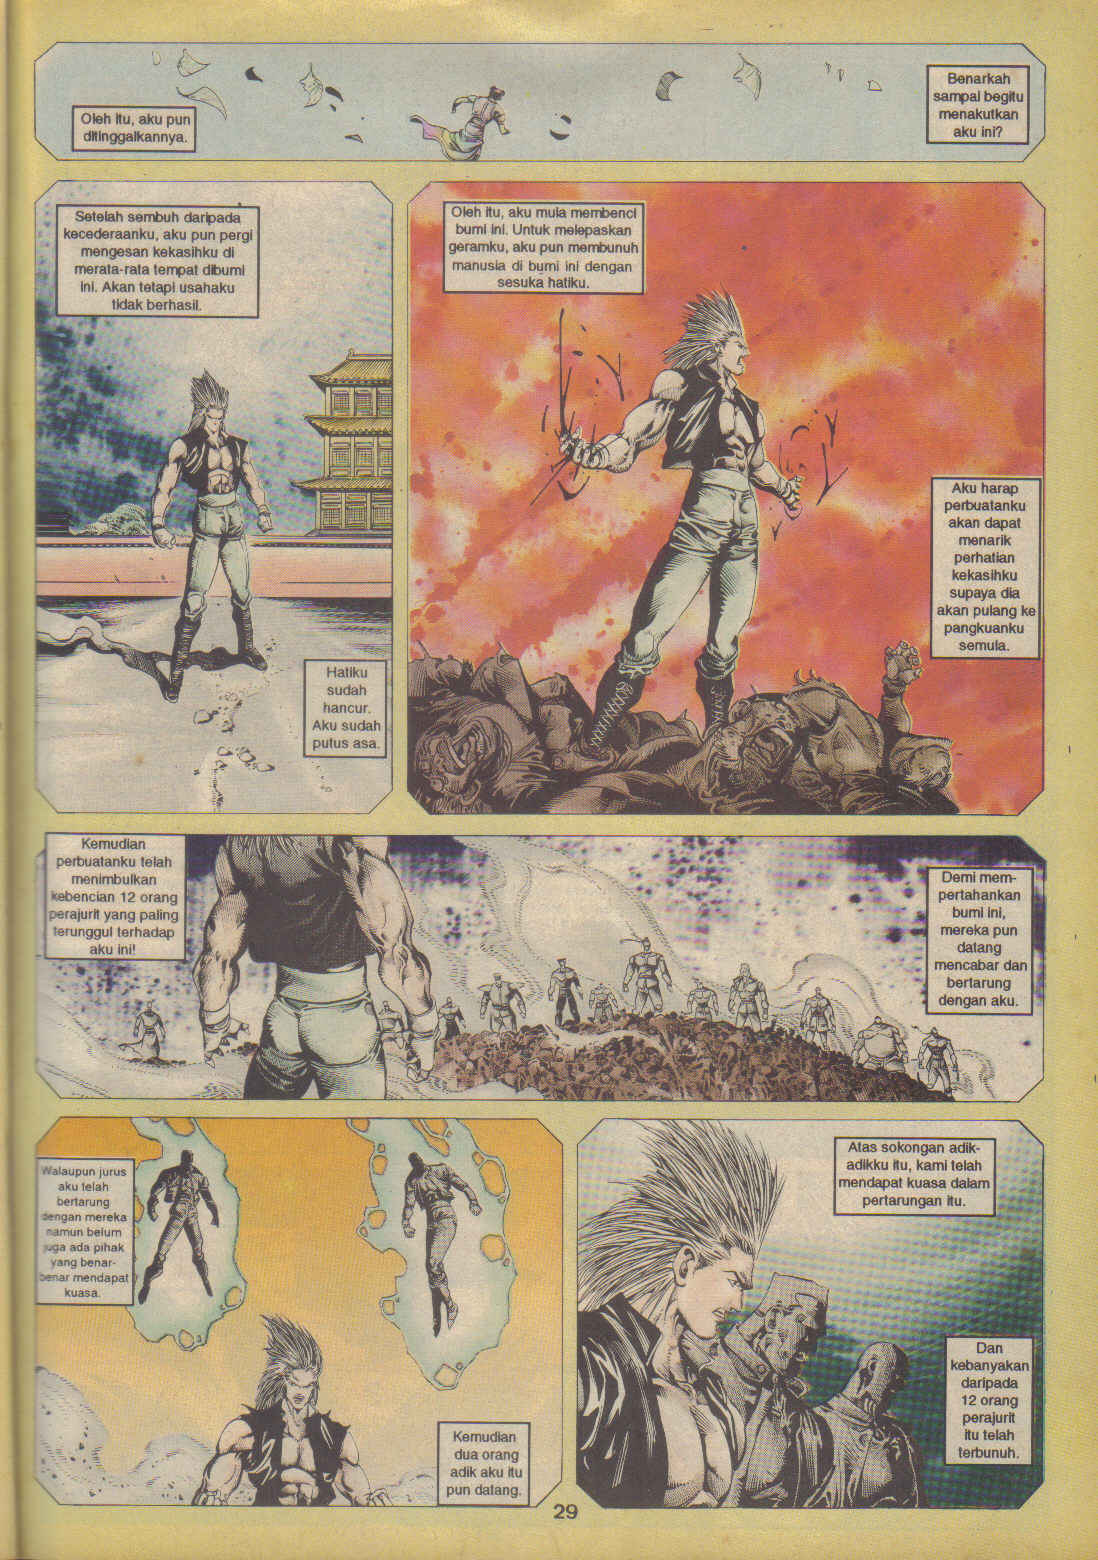 Oleh itu, aku pun
ditinggalkannya.
Benarkah
sampai begitu
menakutkan
aku ini?
Setelah sembuh daripada
kecederaanku, aku pun pergi
mengesan kekasihku di
merata-rata tempat dibumi
ini. Akan tetapi usahaku
tidak berhasil.
Hatiku
sudah
hancur.
Aku sudah
putus asa.
Oleh itu, aku mula membenci
bumi ini. Untuk melepaskan
geramku, aku pun membunuh
manusia di bumi ini dengan
sesuka hatiku.
Aku harap
perbuatanku
akan dapat
menarik
perhatian
kekasihku
supaya dia
akan pulang ke
pangkuanku
semula.
Kemudian
perbuatanku telah
menimbulkan
kebencian 12 orang
perajurit yang paling
terunggul terhadap
aku ini!
Demi mem-
pertahankan
bumi ini,
mereka pun
datang
mencabar dan
bertarung
dengan aku.
Walaupun jurus
aku telah
bertarung
dengan mereka
namun belum
juga ada pihak
yang benar-
benar mendapat
kuasa.
Kemudian
dua orang
adik aku itu
pun datang.
Atas sokongan adik-
adikku itu, kami telah
mendapat kuasa dalam
pertarungan itu.
Dan
kebanyakan
daripada
12 orang
perajurit
itu telah
terbunuh.
29